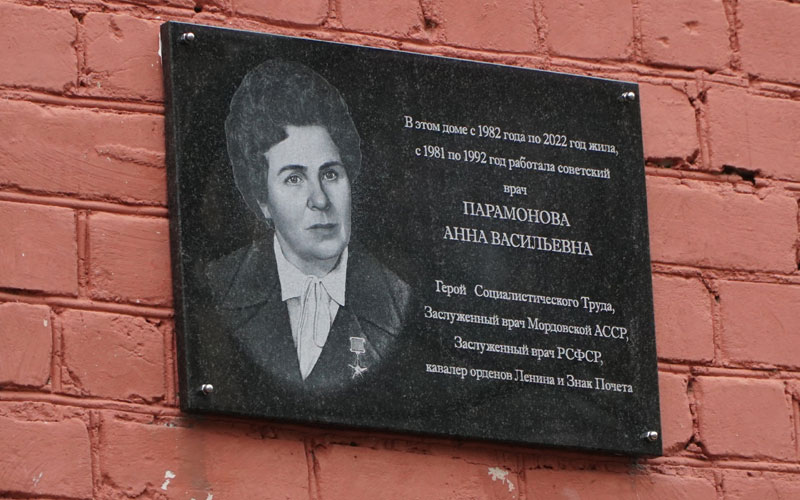 В этом доме с 1982 года по 2022 год жила,
с 1981 по 1992 год работала советский
врач
ПАРАМОНОВА
АННА ВАСИЛЬЕВНА
Герой Социалистического Труда,
Заслуженный врач Мордовской АССР,
Заслуженный врач РСФСР,
кавалер орденов Ленина и Знак Почета